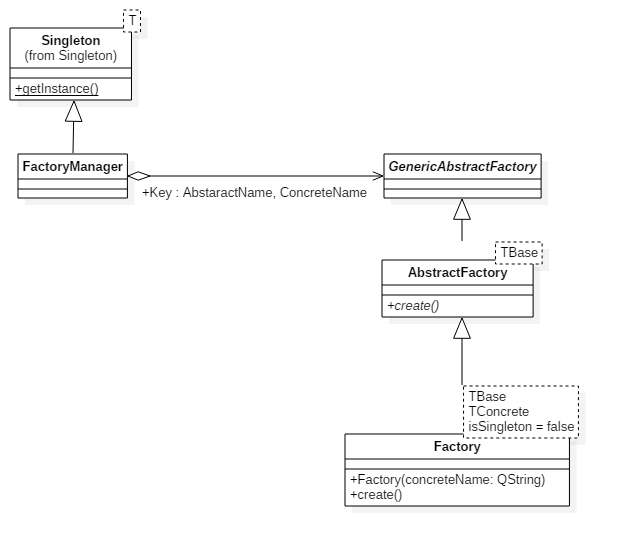 T
Singleton
(from Singleton)
+getInstance()
FactoryManager
GenericAbstractFactory
+Key : AbstaractName, ConcreteName
TBase
AbstractFactory
+create()
TBase
TConcrete
isSingleton = false
Factory
+Factory(concreteName: QString)
+create()